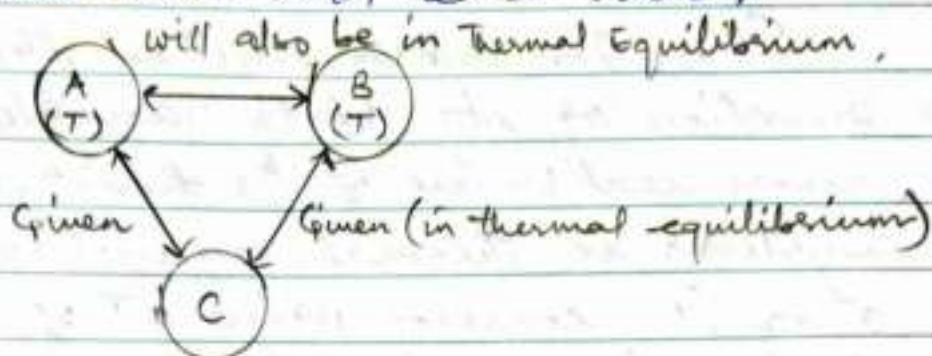 will also be in Thermal Equilibrium.
A
(T)
B
(T)
Given
Given (in thermal equilibrium)
C